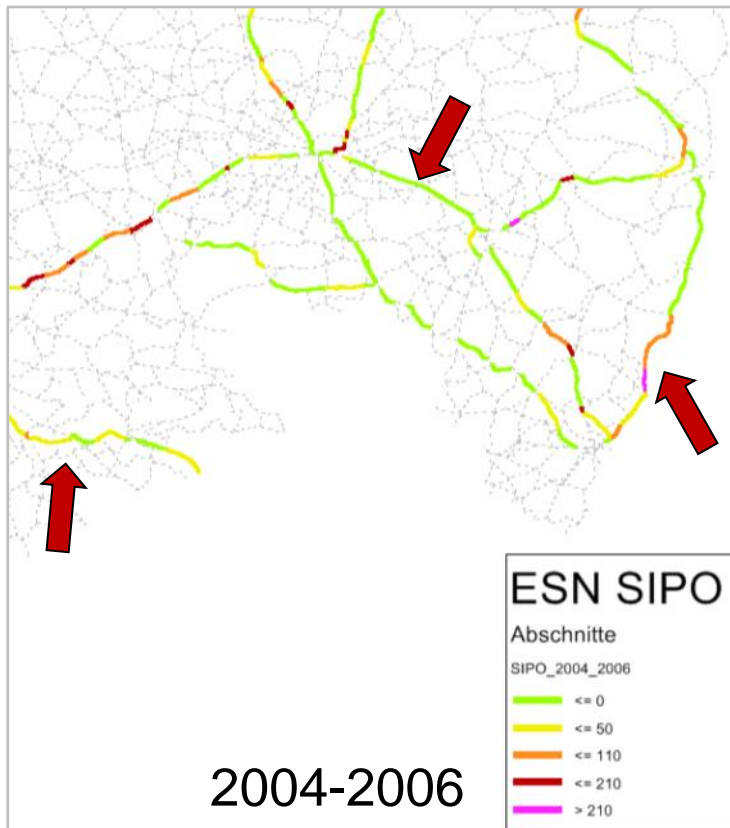 ESN SIPO
Abschnitte
SIPO_2004_2006
<= 0
<= 50
<= 110
<= 210
> 210
2004-2006